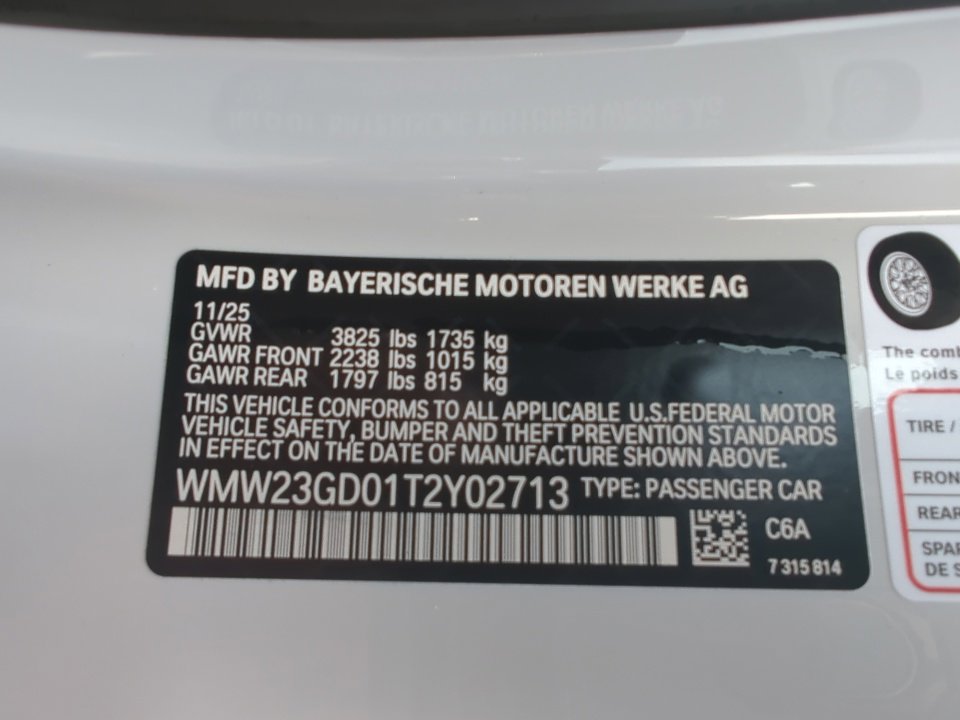 MFD BY BAYERISCHE MOTOREN WERKE AG
11/25
GVWR 3825 lbs 1735 kg
GAWR FRONT 2238 lbs 1015 kg
GAWR REAR 1797 lbs 815 kg
THIS VEHICLE CONFORMS TO ALL APPLICABLE U.S.FEDERAL MOTOR
VEHICLE SAFETY, BUMPER AND THEFT PREVENTION STANDARDS
IN EFFECT ON THE DATE OF MANUFACTURE SHOWN ABOVE.
WMW23GD01T2Y02713 TYPE: PASSENGER CAR
C6A
7 315 814
The
Le poids
TIRE /
REAR
DE